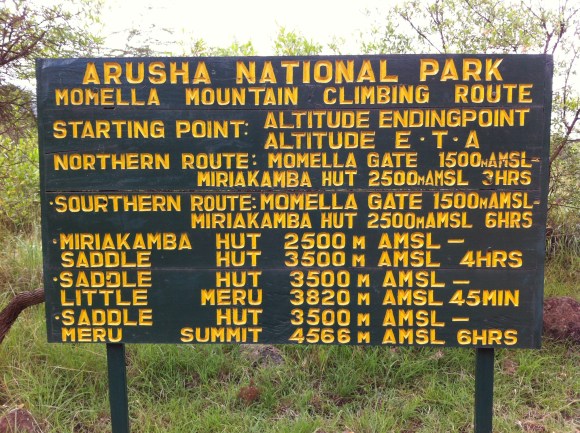 ARUSHA NATIONAL PARK
MOMELLA MOUNTAIN CLIMBING ROUTE
STARTING POINT: ALTITUDE ENDINGPOINT
ALTITUDE E·T·A
NORTHERN ROUTE: MOMELLA GATE 1500MAMSL-
MIRIAKAMBA HUT 2500MAMSL 3HRS
·SOURTHERN ROUTE: MOMELLA GATE 1500MAMSL-
MIRIAKAMBA HUT 2500MAMSL 6HRS
·MIRIAKAMBA HUT 2500 M AMSL –
SADDLE HUT 3500 M AMSL 4HRS
·SADDLE HUT 3500 M AMSL –
LITTLE MERU 3820 M AMSL 45MIN
·SADDLE HUT 3500 M AMSL –
MERU SUMMIT 4566 M AMSL 6HRS